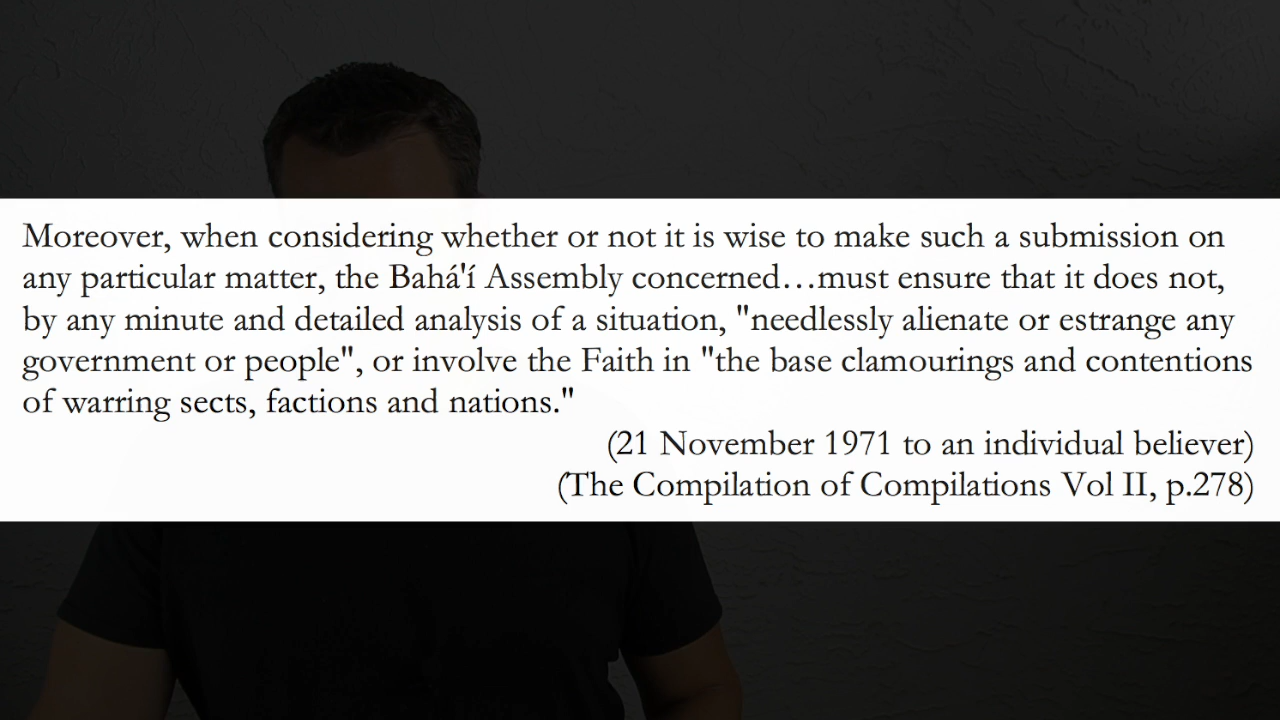 Moreover, when considering whether or not it is wise to make such a submission on
any particular matter, the Bahá'í Assembly concerned…must ensure that it does not,
by any minute and detailed analysis of a situation, "needlessly alienate or estrange any
government or people", or involve the Faith in "the base clamourings and contentions
of warring sects, factions and nations."
(21 November 1971 to an individual believer)
(The Compilation of Compilations Vol II, p.278)